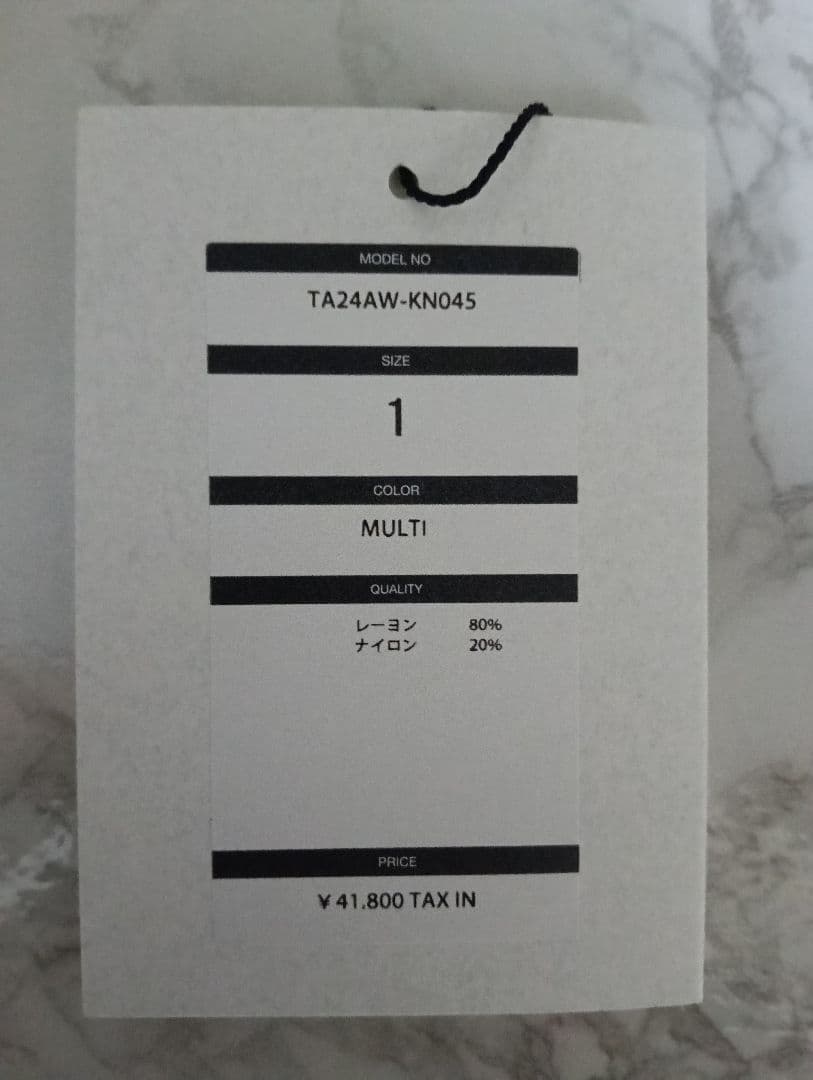 MODEL NO
TA24AW-KN045
SIZE
1
COLOR
MULTI
QUALITY
レーヨン 80%
ナイロン 20%
PRICE
¥41.800 TAX IN